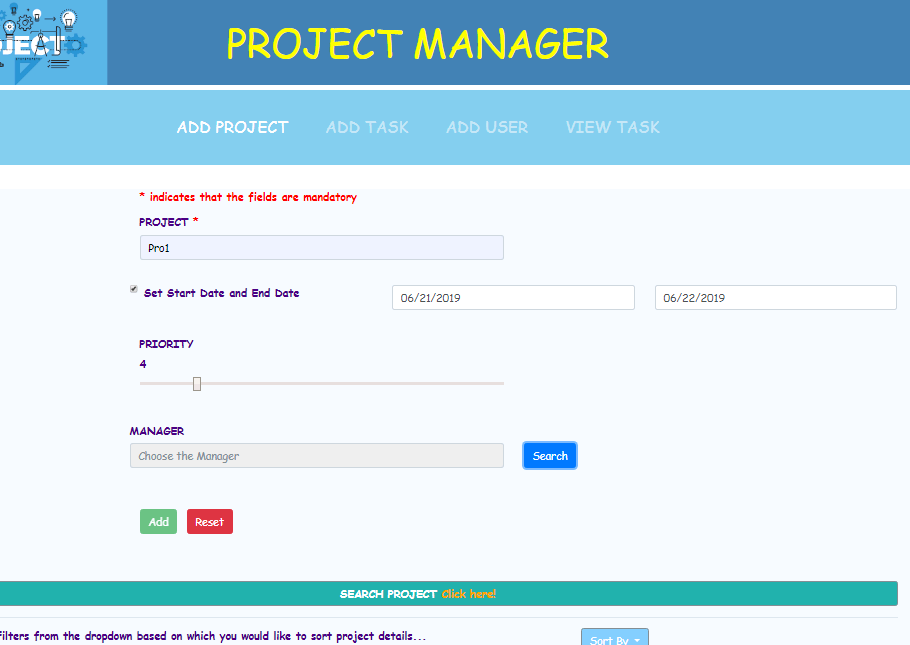 JECT
PROJECT MANAGER
ADD PROJECT ADD TASK ADD USER VIEW TASK
* indicates that the fields are mandatory
PROJECT *
Pro1
Set Start Date and End Date 06/21/2019 06/22/2019
PRIORITY
4
MANAGER
Choose the Manager Search
Add Reset
SEARCH PROJECT Click here!
filters from the dropdown based on which you would like to sort project details... Sort By